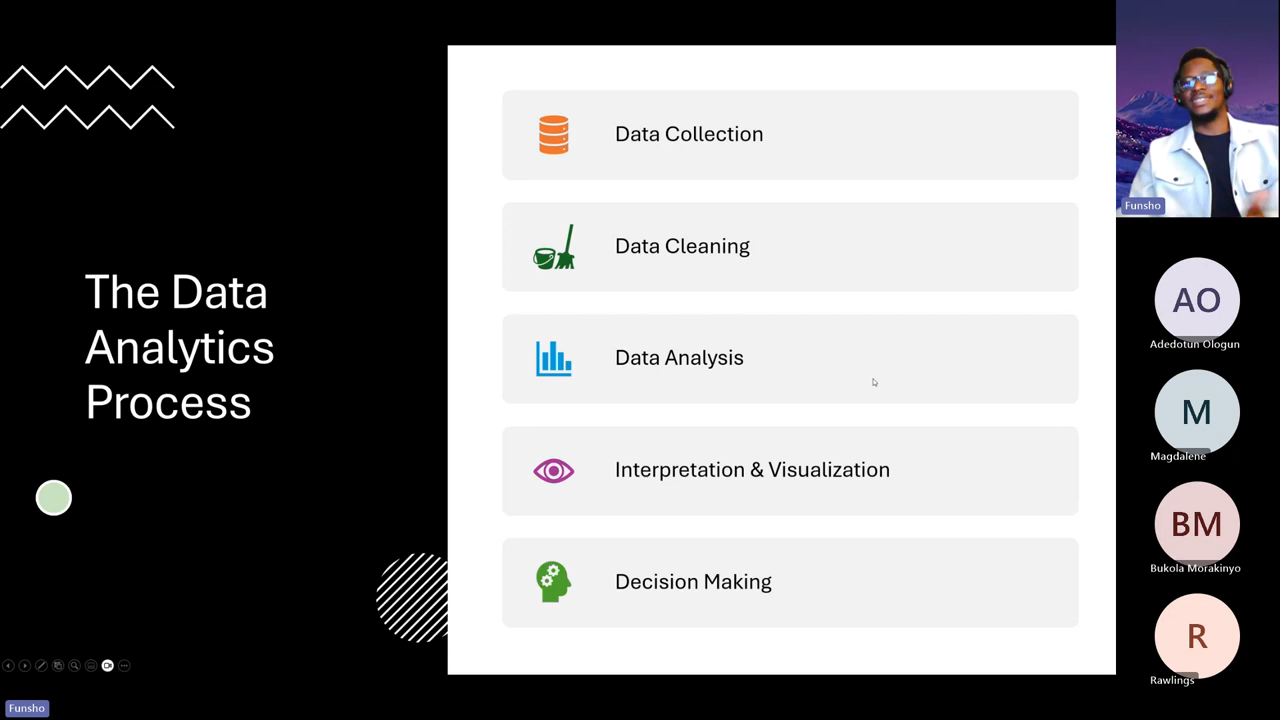 The Data
Analytics
Process
Data Collection
Data Cleaning
Data Analysis
Interpretation & Visualization
Decision Making
Funsho
AO
Adedotun Ologun
M
Magdalene
BM
Bukola Morakinyo
R
Rawlings
Funsho